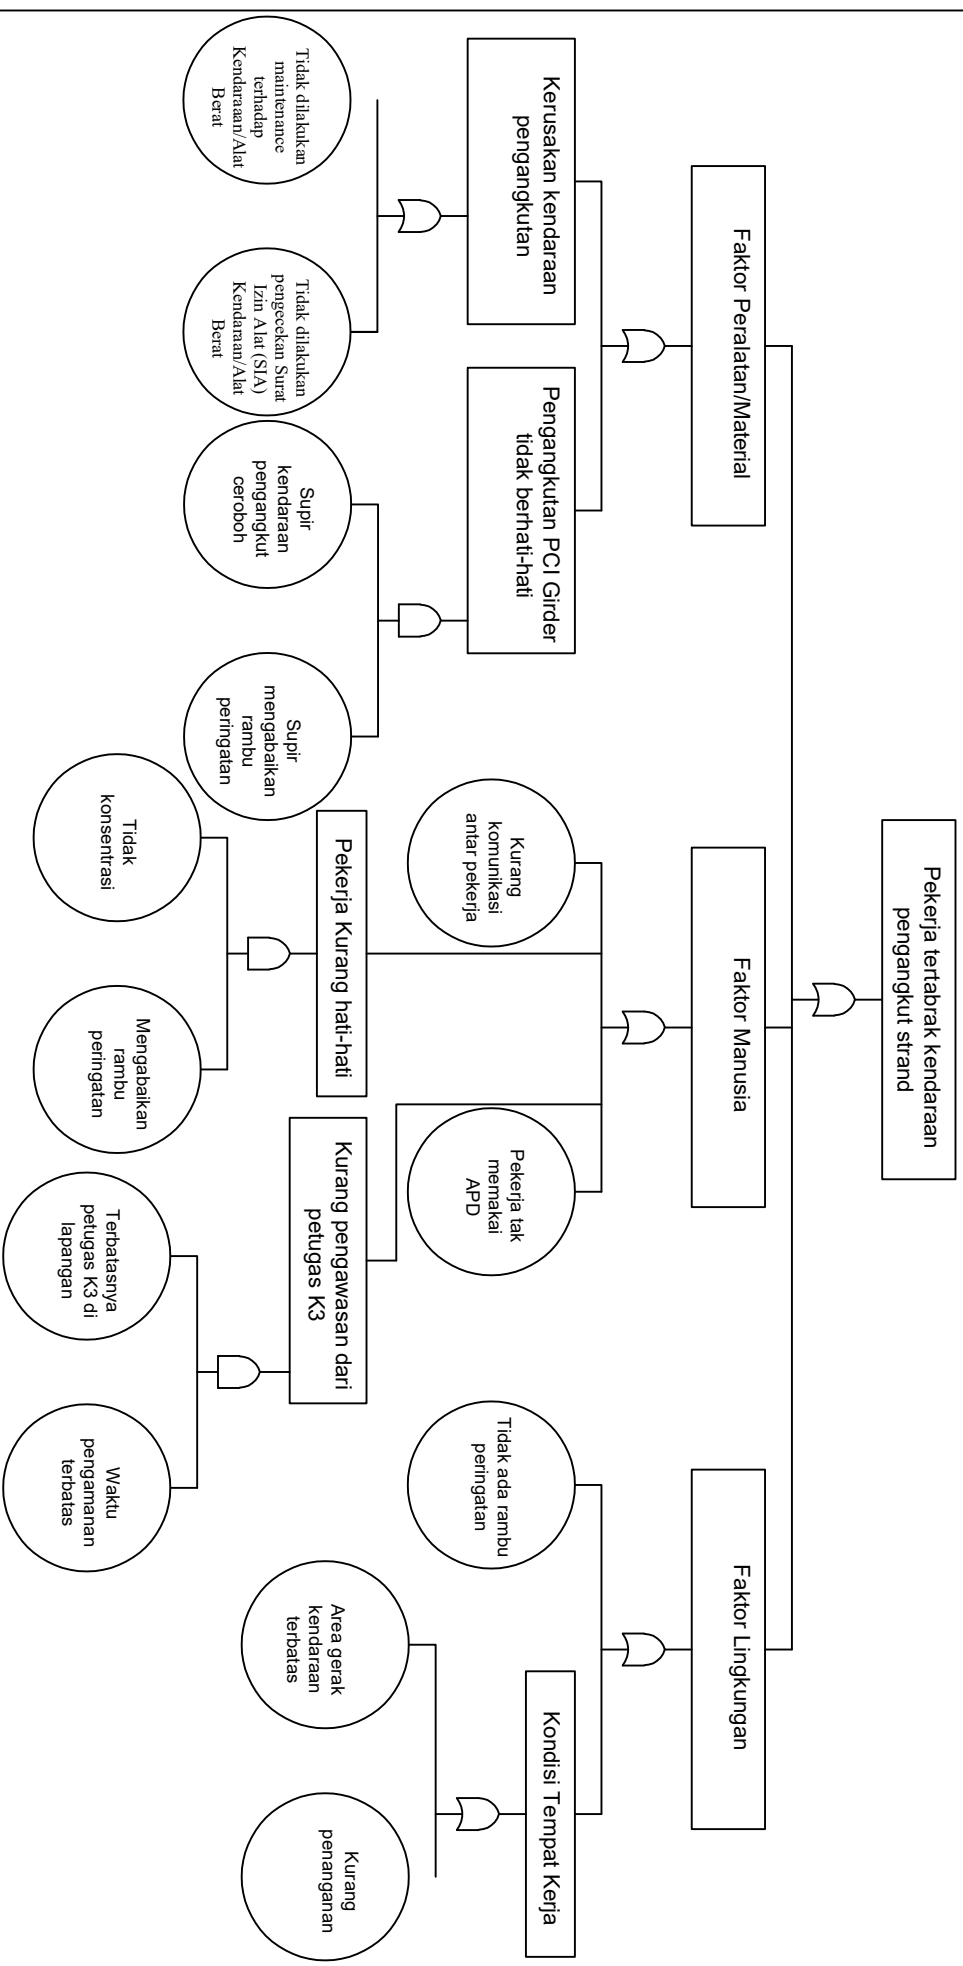 Pekerja tertabrak kendaraan
pengangkut strand
Faktor Peralatan/Material
Faktor Manusia
Faktor Lingkungan
Kerusakan kendaraan
pengangkutan
Pengangkutan PCI Girder
tidak berhati-hati
Kurang
komunikasi
antar pekerja
Pekerja tak
memakai
APD
Tidak ada rambu
peringatan
Kondisi Tempat Kerja
Tidak dilakukan
maintenance
terhadap
Kendaraaan/Alat
Berat
Tidak dilakukan
pengecekan Surat
Izin Alat (SIA)
Kendaraan/Alat
Berat
Supir
kendaraan
pengangkut
ceroboh
Supir
mengabaikan
rambu
peringatan
Pekerja Kurang hati-hati
Kurang pengawasan dari
petugas K3
Area gerak
kendaraan
terbatas
Kurang
penanganan
Tidak
konsentrasi
Mengabaikan
rambu
peringatan
Terbatasnya
petugas K3 di
lapangan
Waktu
pengamanan
terbatas